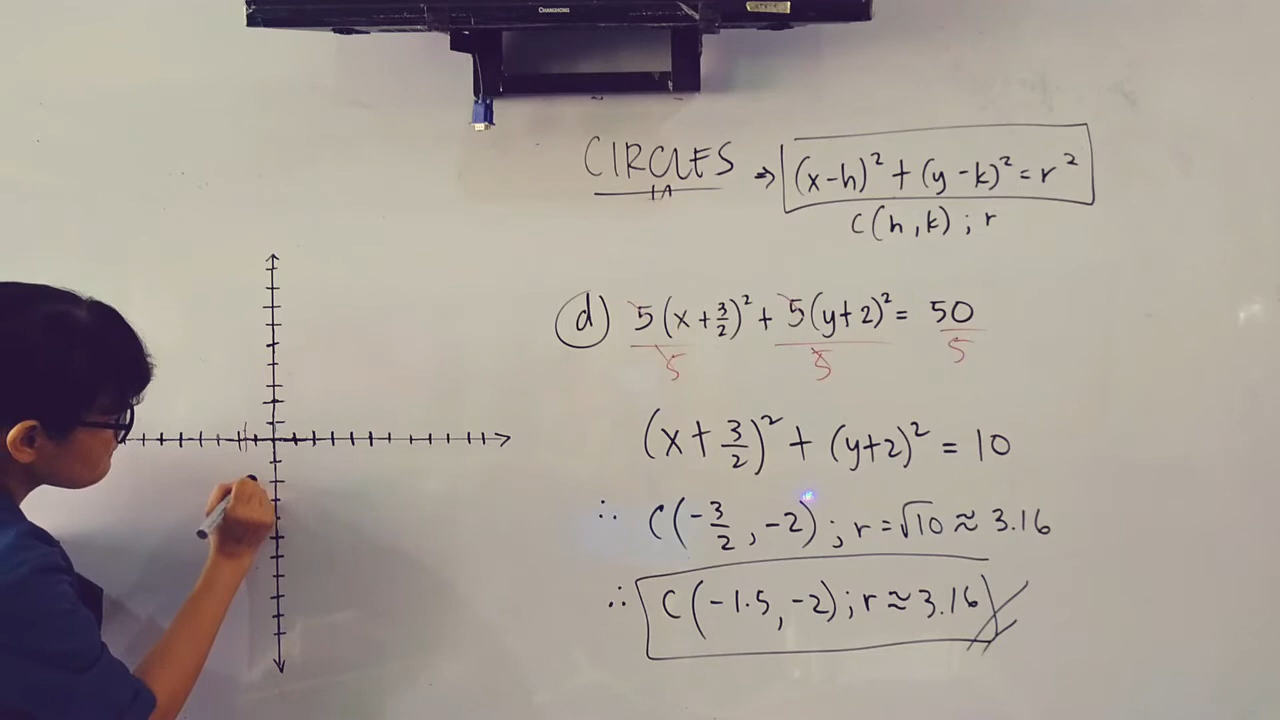 CHANGHONG
CIRCLES ⇒ (x-h)² + (y-k)² = r²
C(h,k) ; r
d) 5(x+3/2)² + 5(y+2)² = 50
5 5 5
(x+3/2)² + (y+2)² = 10
∴ C(-3/2, -2) ; r = √10 ≈ 3.16
∴ C(-1.5, -2) ; r ≈ 3.16